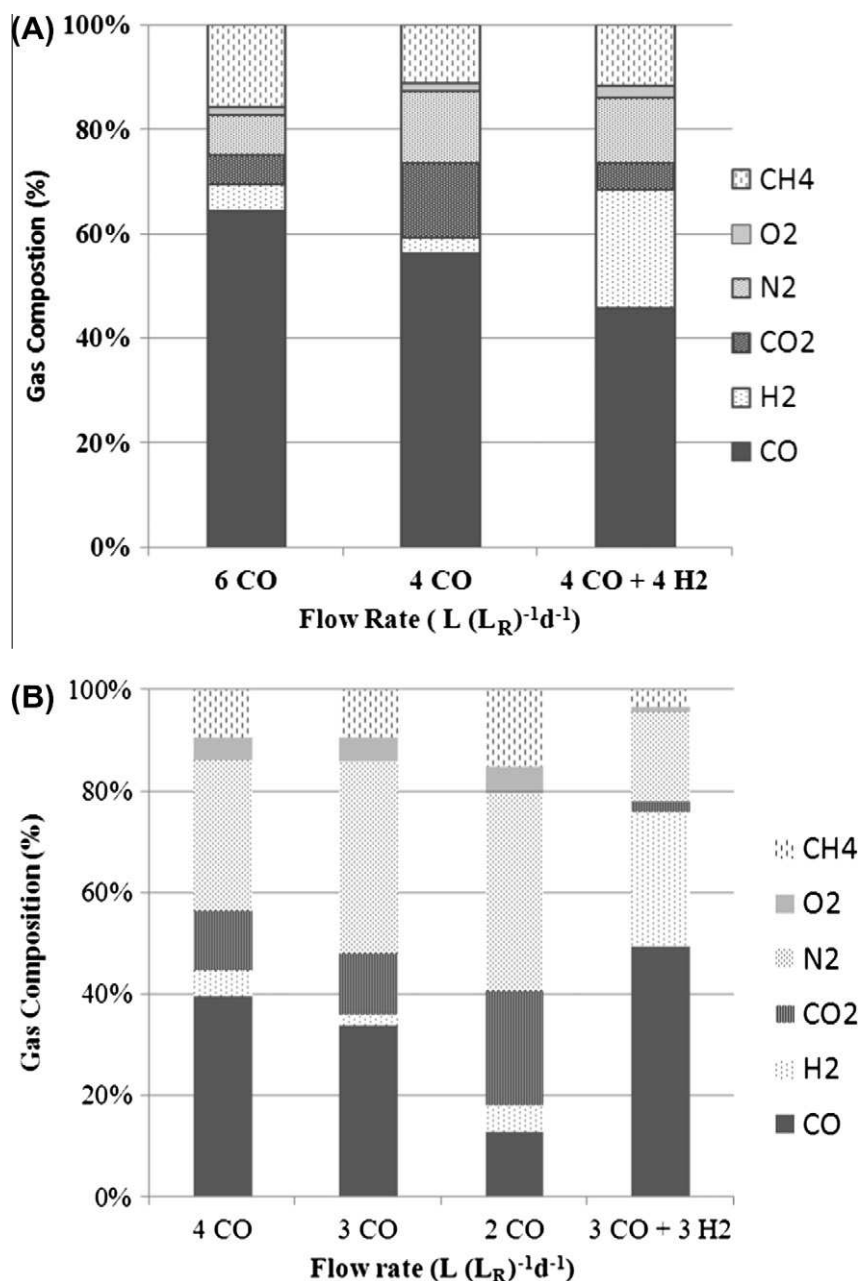 (A)
100%
80%
60%
40%
20%
0%
Gas Compostion (%)
CH4
O2
N2
CO2
H2
CO
6 CO 4 CO 4 CO + 4 H2
Flow Rate ( L (LR)-1d-1)
(B)
100%
80%
60%
40%
20%
0%
Gas Composition (%)
CH4
O2
N2
CO2
H2
CO
4 CO 3 CO 2 CO 3 CO + 3 H2
Flow rate (L (LR)-1d-1)